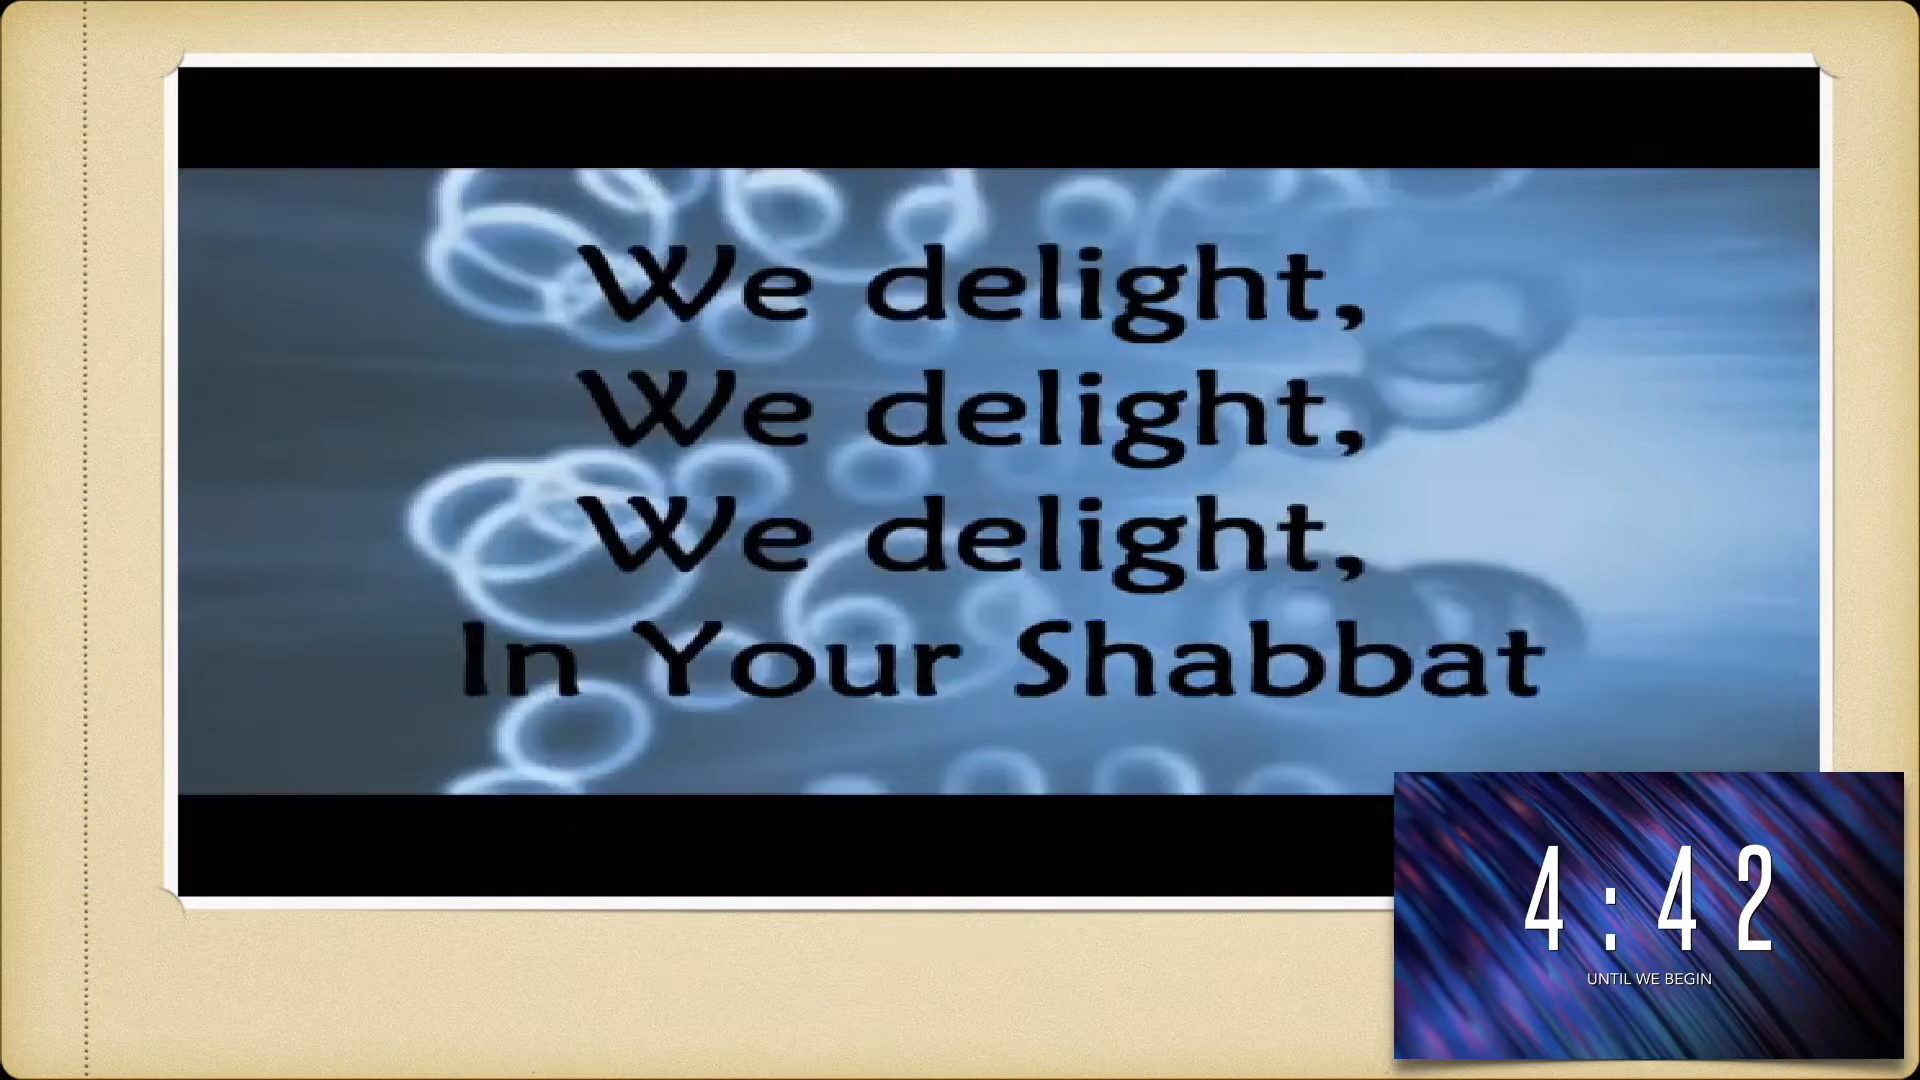 We delight,
We delight,
We delight,
In Your Shabbat
4:42
UNTIL WE BEGIN